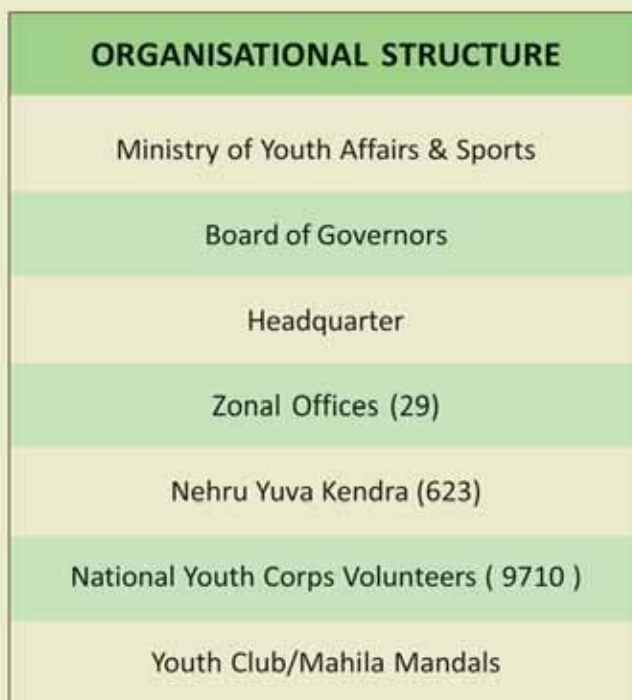 ORGANISATIONAL STRUCTURE
Ministry of Youth Affairs & Sports
Board of Governors
Headquarter
Zonal Offices (29)
Nehru Yuva Kendra (623)
National Youth Corps Volunteers ( 9710 )
Youth Club/Mahila Mandals